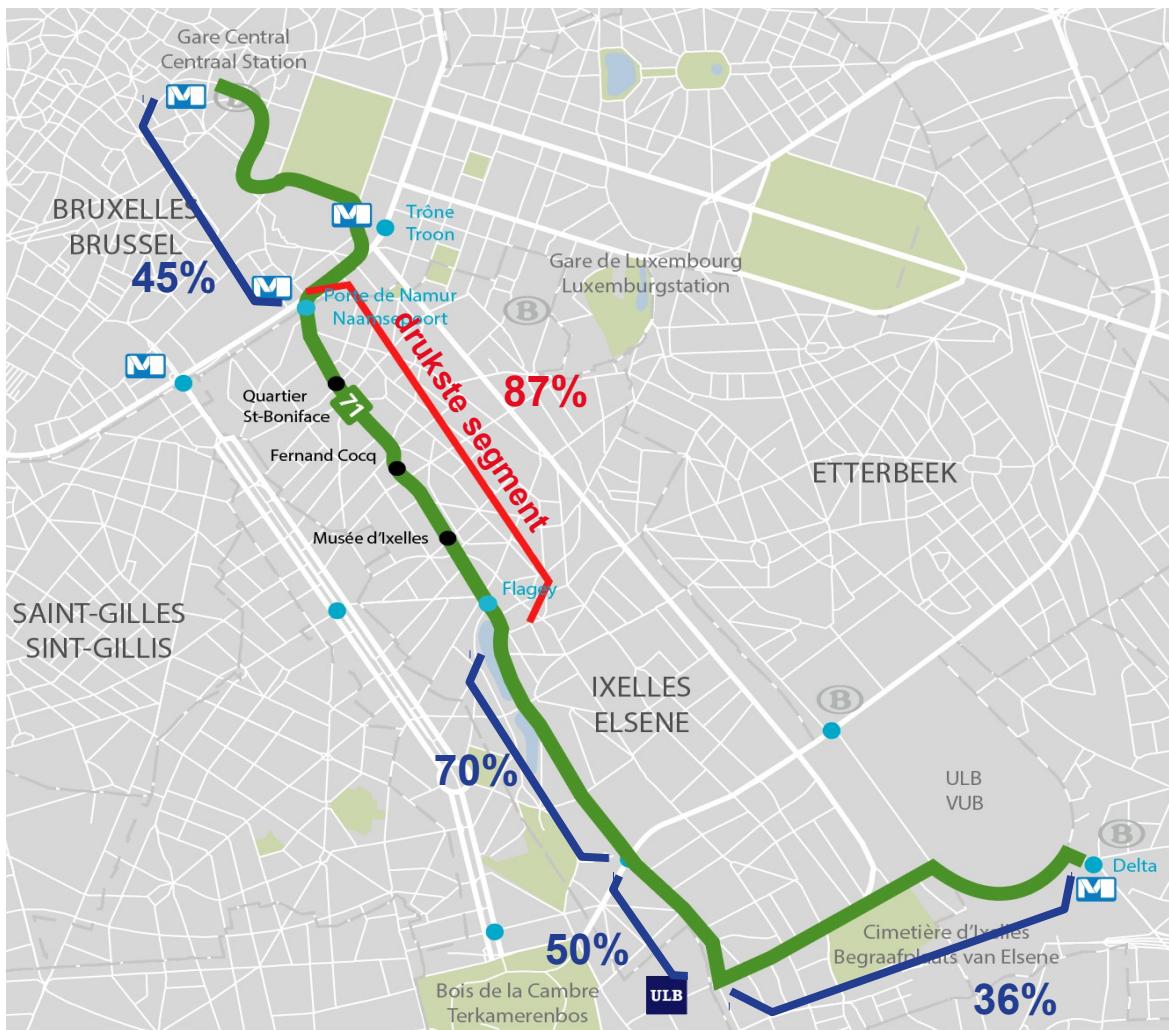 Gare Central
Centraal Station
M
B
BRUXELLES
BRUSSEL
45%
M
Trône
Troon
Gare de Luxembourg
Luxemburgstation
M
Porte de Namur
Naamsepoort
B
M
drukste segment
87%
Quartier
St-Boniface
71
Fernand Cocq
ETTERBEEK
Musée d'Ixelles
Flagey
SAINT-GILLES
SINT-GILLIS
IXELLES
ELSENE
B
70%
ULB
VUB
B
Delta
M
50%
Cimetière d'Ixelles
Begraafplaats van Elsene
ULB
Bois de la Cambre
Terkamerenbos
36%